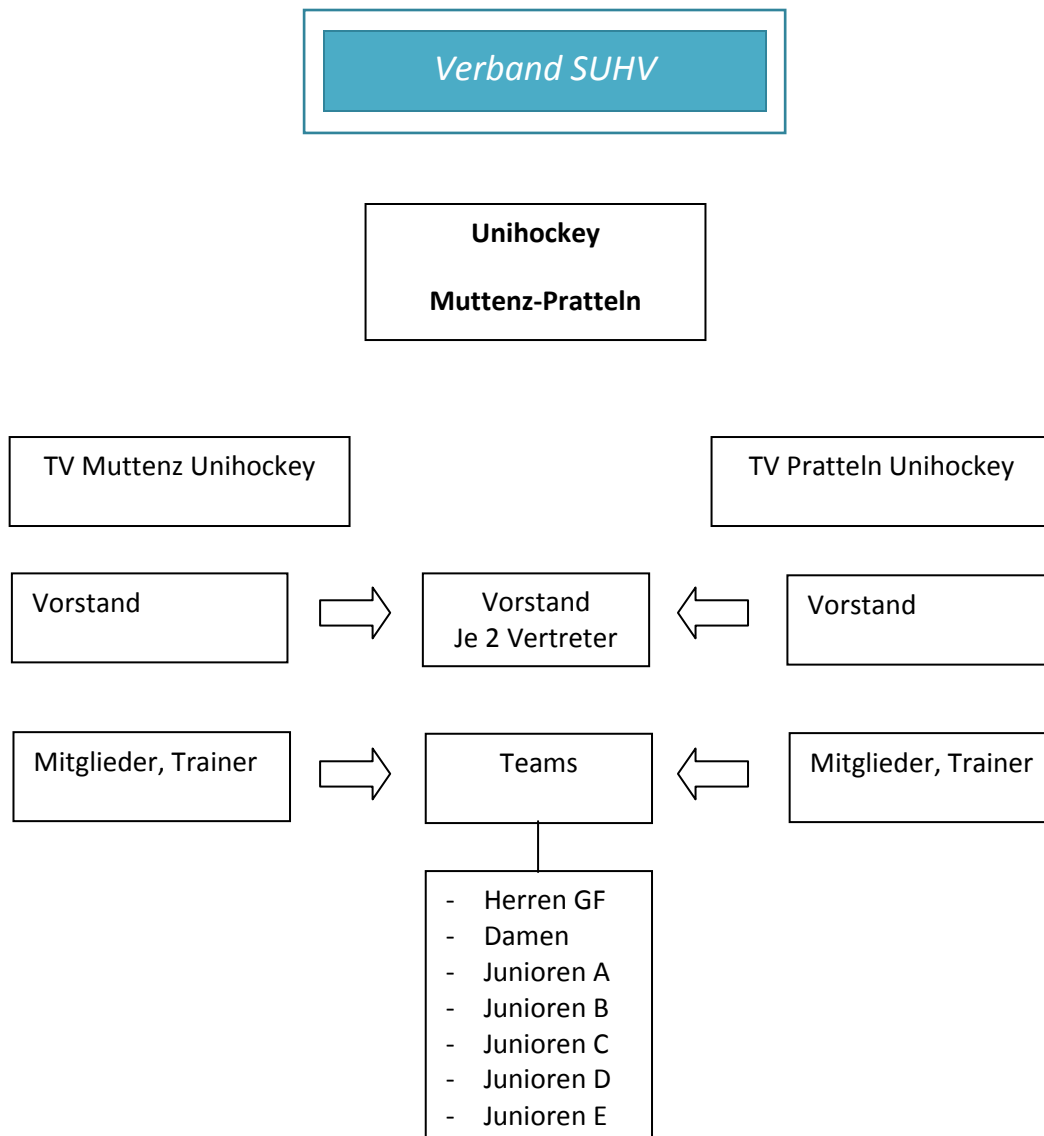 Verband SUHV
Unihockey
Muttenz-Pratteln
TV Muttenz Unihockey
TV Pratteln Unihockey
Vorstand
Vorstand
Je 2 Vertreter
Vorstand
Mitglieder, Trainer
Teams
Mitglieder, Trainer
- Herren GF
- Damen
- Junioren A
- Junioren B
- Junioren C
- Junioren D
- Junioren E